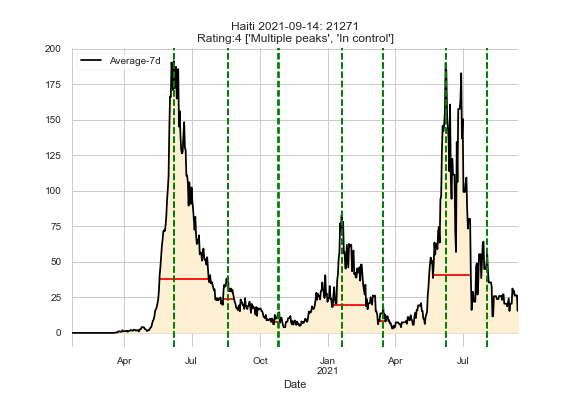 Haiti 2021-09-14: 21271
Rating:4 ['Multiple peaks', 'In control']
Average-7d
200
175
150
125
100
75
50
25
0
Apr
Jul
Oct
Jan
2021
Apr
Jul
Date